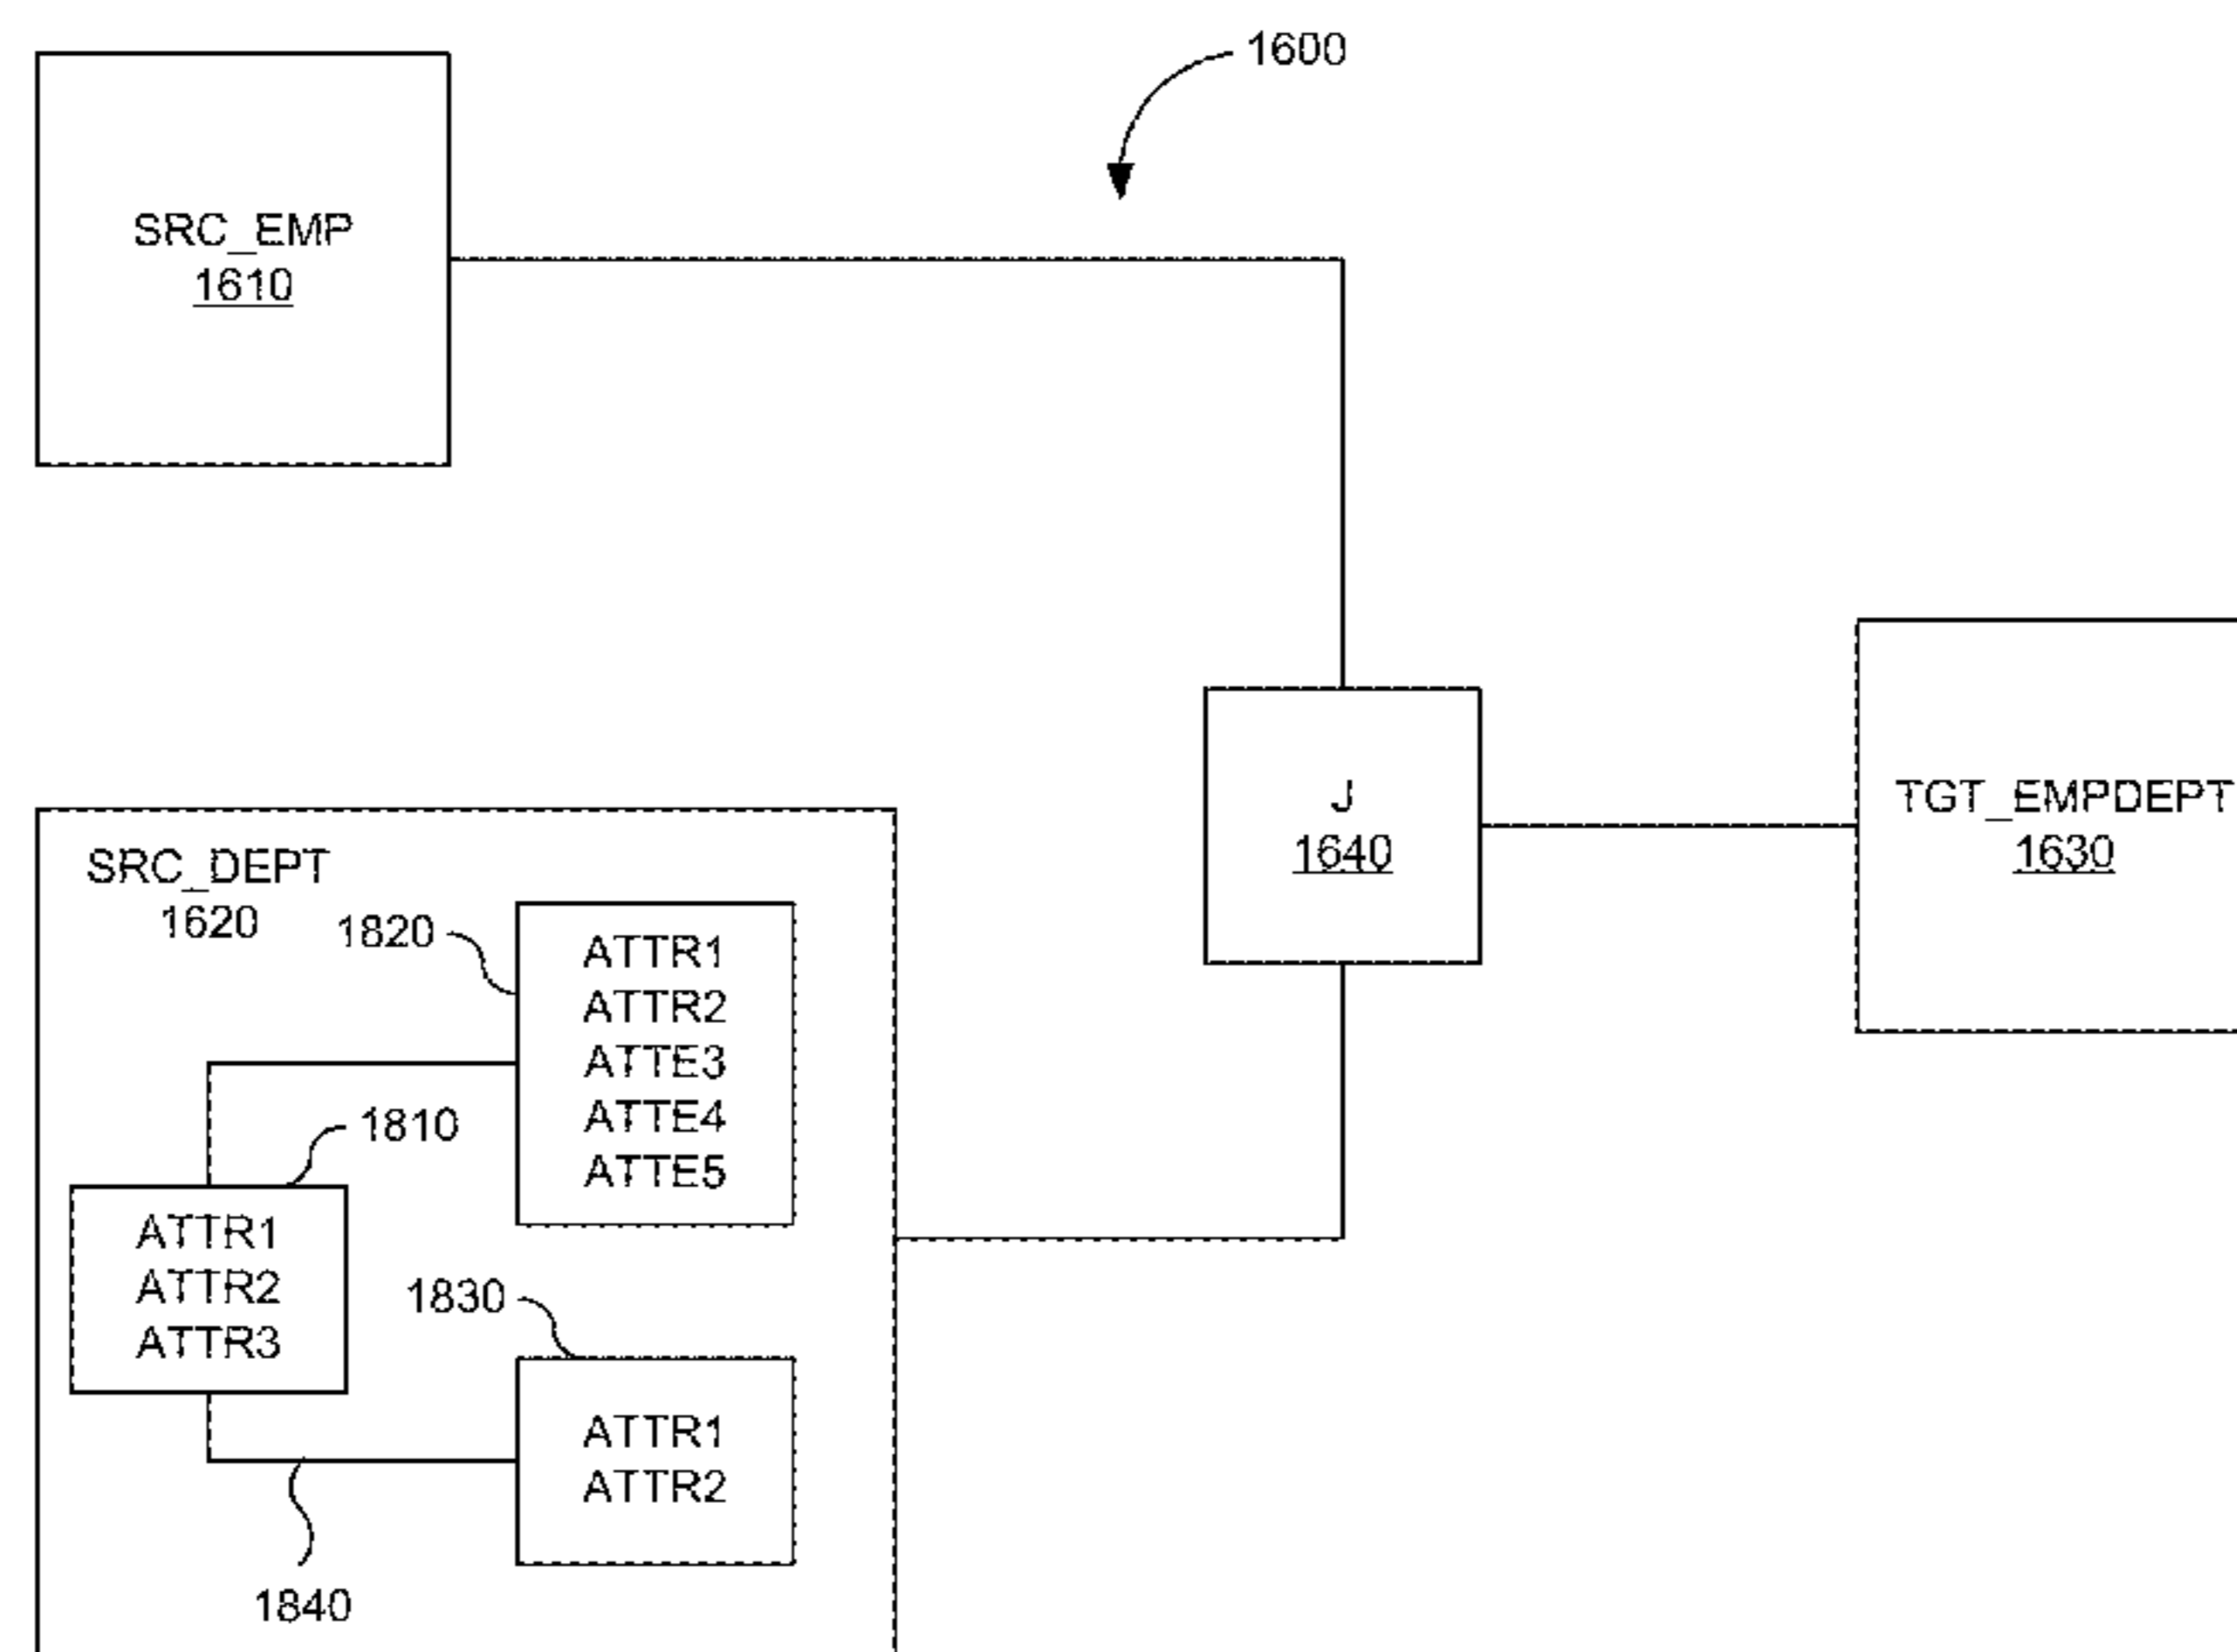 1600
SRC_EMP
1610
J
1640
TGT_EMPDEPT
1630
SRC_DEPT
1620
1820
ATTR1
ATTR2
ATTE3
ATTE4
ATTE5
1810
ATTR1
ATTR2
ATTR3
1830
ATTR1
ATTR2
1840